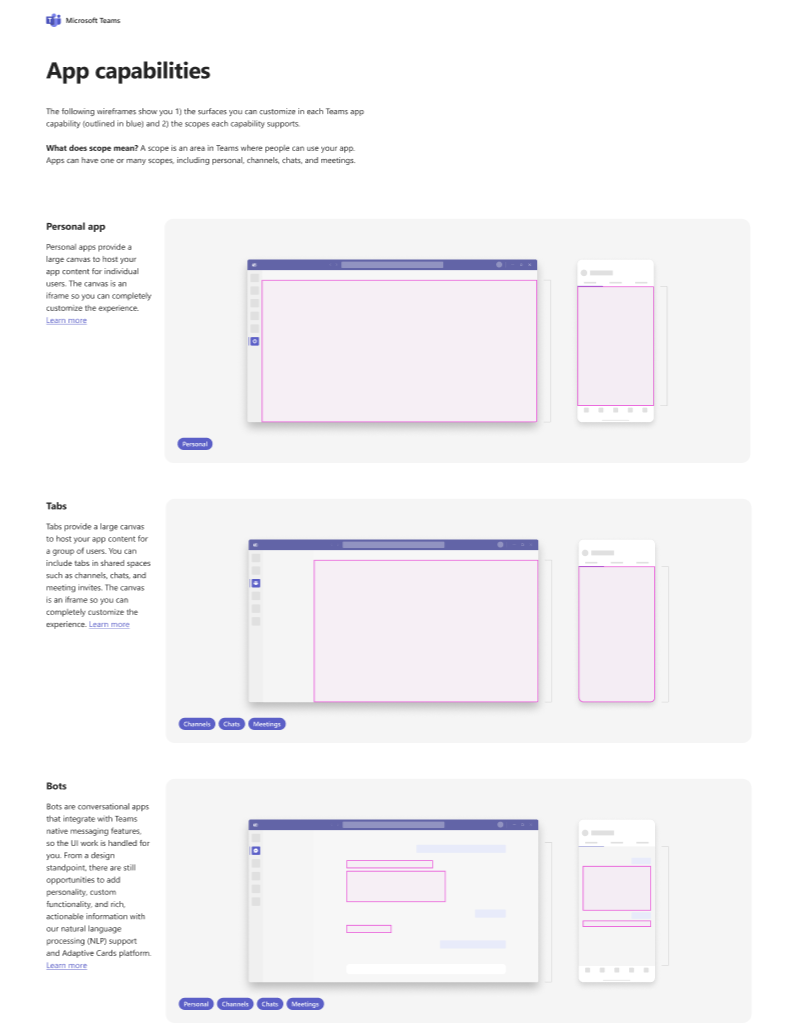 Microsoft Teams
App capabilities
The following wireframes show you 1) the surfaces you can customize in each Teams app
capability (outlined in blue) and 2) the scopes each capability supports.
What does scope mean? A scope is an area in Teams where people can use your app.
Apps can have one or many scopes, including personal, channels, chats, and meetings.
Personal app
Personal apps provide a
large canvas to host your
app content for individual
users. The canvas is an
iframe so you can completely
customize the experience.
Learn more
Personal
Tabs
Tabs provide a large canvas
to host your app content for
a group of users. You can
include tabs in shared spaces
such as channels, chats, and
meeting invites. The canvas
is an iframe so you can
completely customize the
experience. Learn more
Channels Chats Meetings
Bots
Bots are conversational apps
that integrate with Teams
native messaging features,
so the UI work is handled for
you. From a design
standpoint, there are still
opportunities to add
personality, custom
functionality, and rich,
actionable information with
our natural language
processing (NLP) support
and Adaptive Cards platform.
Learn more
Personal Channels Chats Meetings